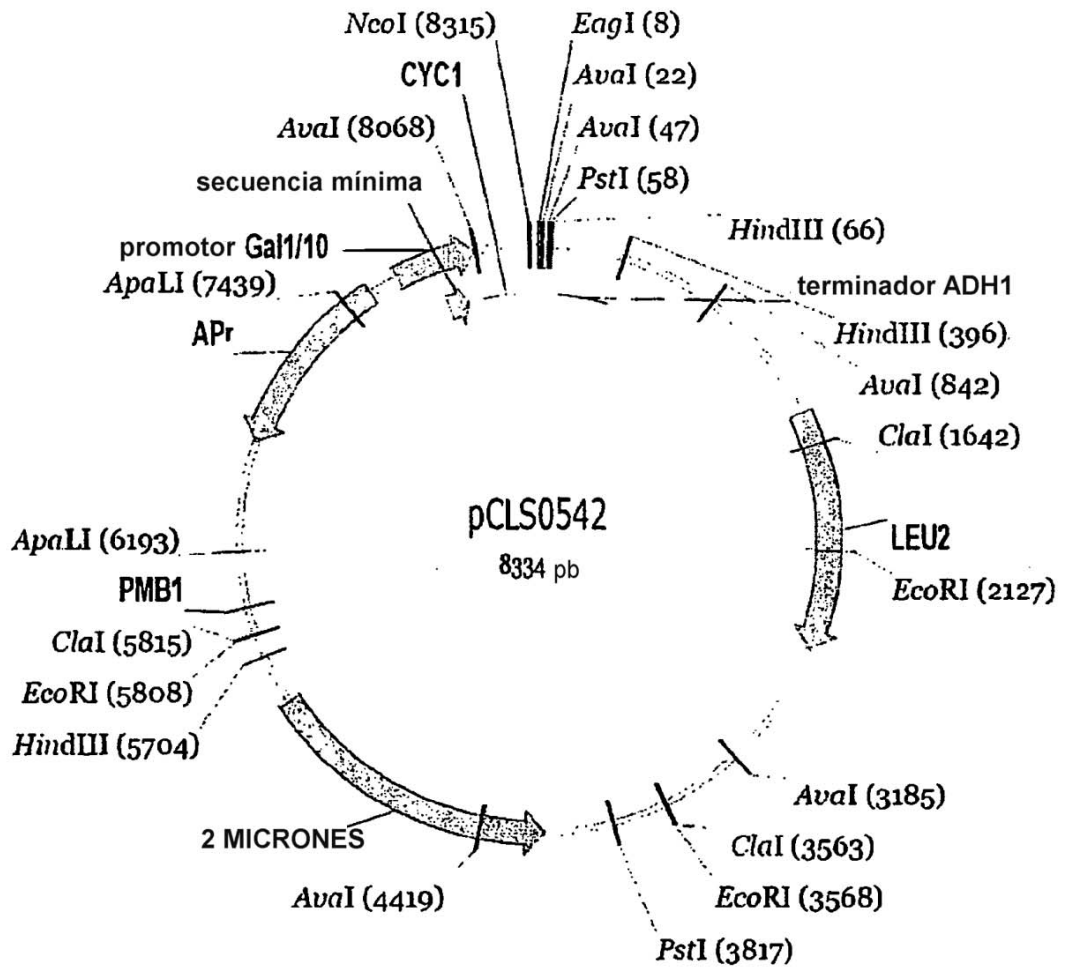 NcoI (8315)
EagI (8)
CYC1
AvaI (22)
AvaI (8068)
AvaI (47)
secuencia mínima
PstI (58)
promotor Gal1/10
HindIII (66)
ApaLI (7439)
terminador ADH1
APr
HindIII (396)
AvaI (842)
ClaI (1642)
pCLS0542
8334 pb
ApaLI (6193)
LEU2
PMB1
EcoRI (2127)
ClaI (5815)
EcoRI (5808)
HindIII (5704)
AvaI (3185)
2 MICRONES
ClaI (3563)
AvaI (4419)
EcoRI (3568)
PstI (3817)